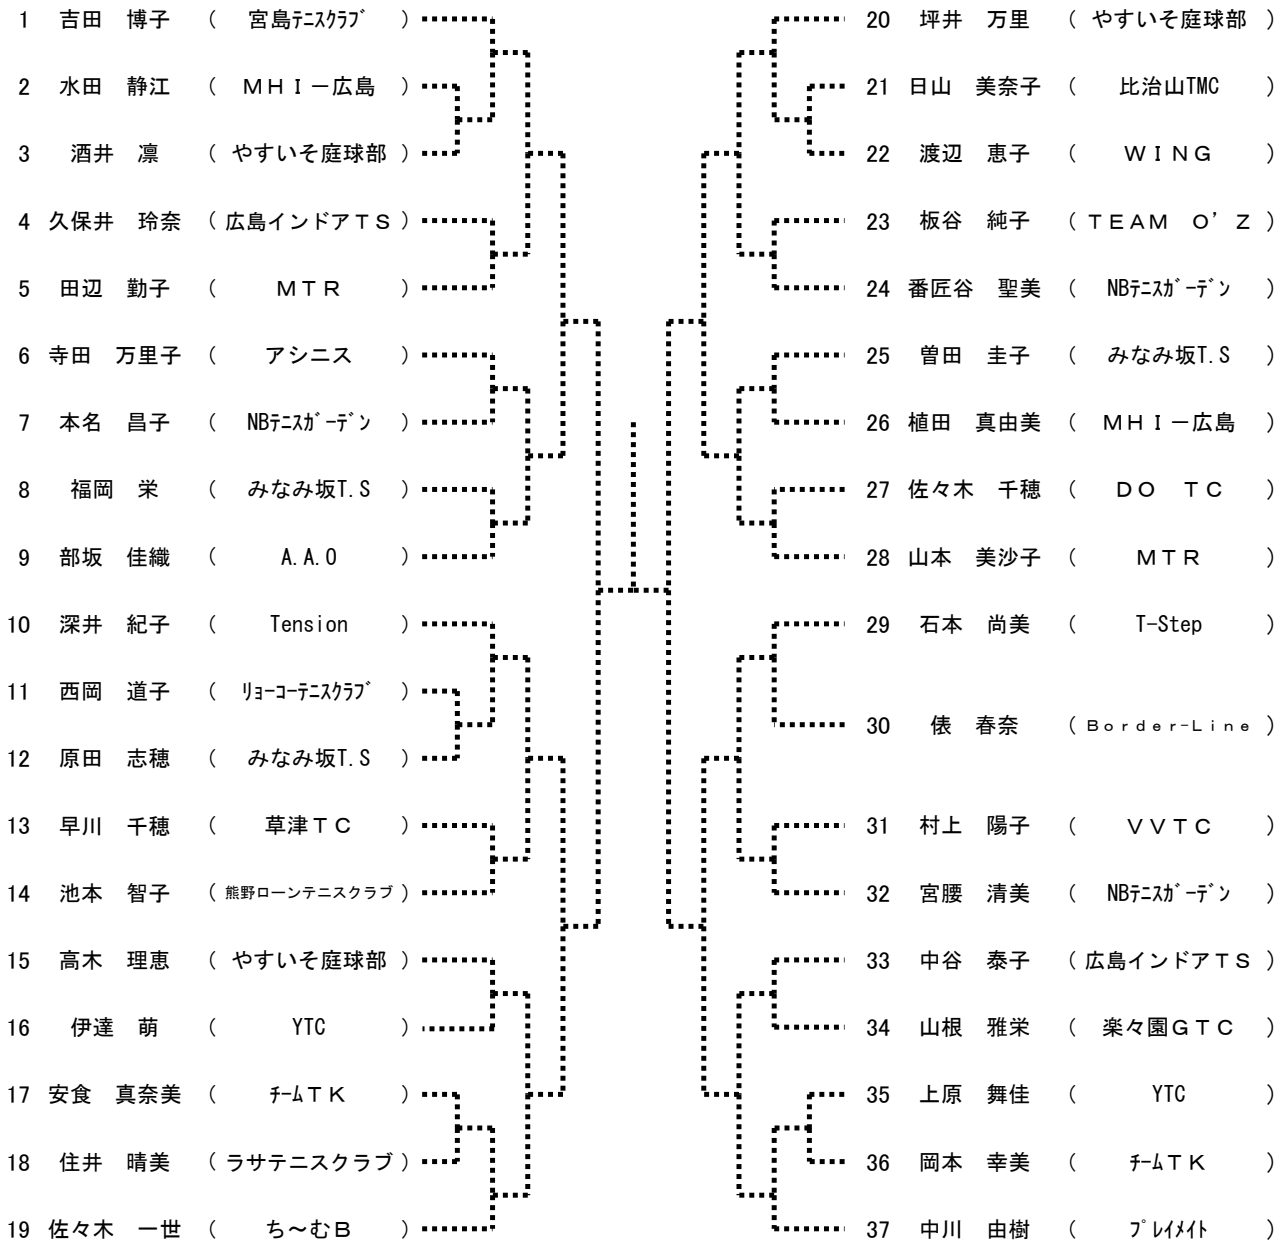 1 吉田 博子 ( 宮島ﾃﾆｽｸﾗﾌﾞ )
2 水田 静江 ( ＭＨＩ－広島 )
3 酒井 凛 ( やすいそ庭球部 )
4 久保井 玲奈 ( 広島インドアＴＳ )
5 田辺 勤子 ( ＭＴＲ )
6 寺田 万里子 ( アシニス )
7 本名 昌子 ( NBﾃﾆｽｶﾞｰﾃﾞﾝ )
8 福岡 栄 ( みなみ坂T.S )
9 部坂 佳織 ( A.A.O )
10 深井 紀子 ( Tension )
11 西岡 道子 ( ﾘｮｰｺｰﾃﾆｽｸﾗﾌﾞ )
12 原田 志穂 ( みなみ坂T.S )
13 早川 千穂 ( 草津ＴＣ )
14 池本 智子 ( 熊野ローンテニスクラブ )
15 高木 理恵 ( やすいそ庭球部 )
16 伊達 萌 ( YTC )
17 安食 真奈美 ( ﾁｰﾑＴＫ )
18 住井 晴美 ( ラサテニスクラブ )
19 佐々木 一世 ( ち～むＢ )
20 坪井 万里 ( やすいそ庭球部 )
21 日山 美奈子 ( 比治山TMC )
22 渡辺 恵子 ( ＷＩＮＧ )
23 板谷 純子 ( ＴＥＡＭ Ｏ’Ｚ )
24 番匠谷 聖美 ( NBﾃﾆｽｶﾞｰﾃﾞﾝ )
25 曽田 圭子 ( みなみ坂T.S )
26 植田 真由美 ( ＭＨＩ－広島 )
27 佐々木 千穂 ( ＤＯ ＴＣ )
28 山本 美沙子 ( ＭＴＲ )
29 石本 尚美 ( T-Step )
30 俵 春奈 ( Ｂｏｒｄｅｒ-Ｌｉｎｅ )
31 村上 陽子 ( ＶＶＴＣ )
32 宮腰 清美 ( NBﾃﾆｽｶﾞｰﾃﾞﾝ )
33 中谷 泰子 ( 広島インドアＴＳ )
34 山根 雅栄 ( 楽々園ＧＴＣ )
35 上原 舞佳 ( YTC )
36 岡本 幸美 ( ﾁｰﾑＴＫ )
37 中川 由樹 ( ﾌﾟﾚｲﾒｲﾄ )